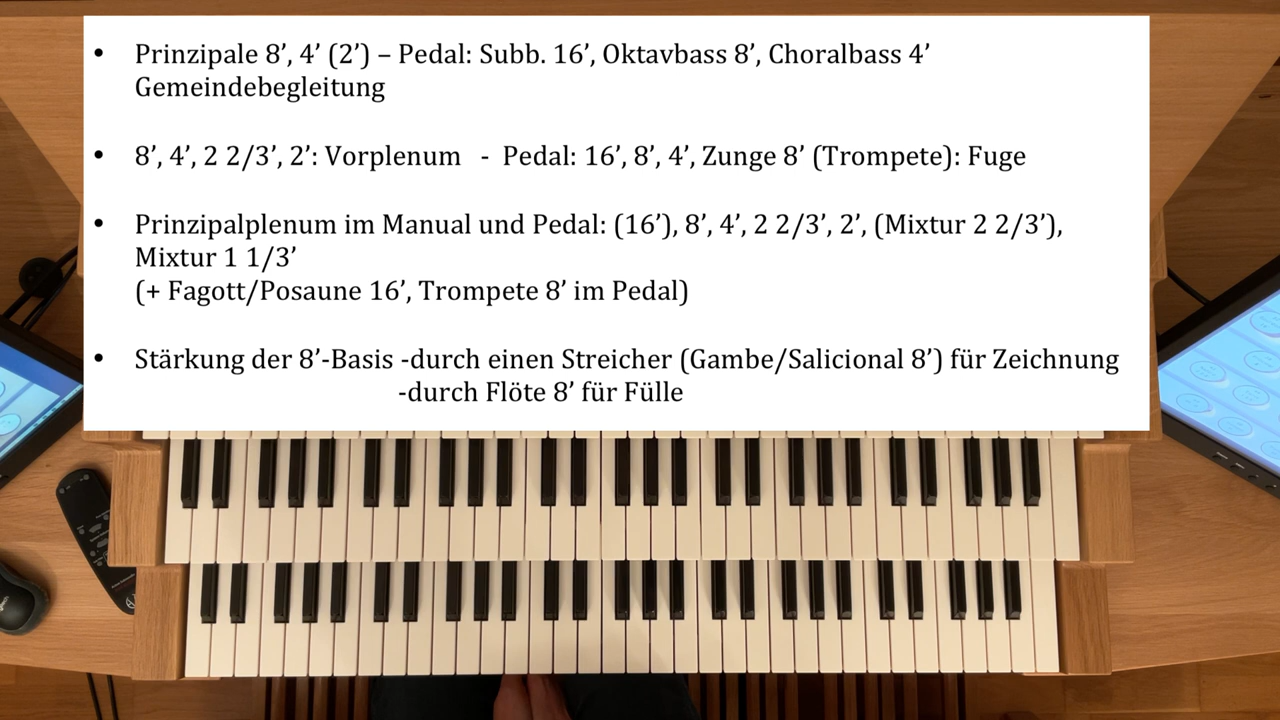 • Prinzipale 8’, 4’ (2’) – Pedal: Subb. 16’, Oktavbass 8’, Choralbass 4’
Gemeindebegleitung
• 8’, 4’, 2 2/3’, 2’: Vorplenum - Pedal: 16’, 8’, 4’, Zunge 8’ (Trompete): Fuge
• Prinzipalplenum im Manual und Pedal: (16’), 8’, 4’, 2 2/3’, 2’, (Mixtur 2 2/3’),
Mixtur 1 1/3’
(+ Fagott/Posaune 16’, Trompete 8’ im Pedal)
• Stärkung der 8’-Basis -durch einen Streicher (Gambe/Salicional 8’) für Zeichnung
-durch Flöte 8’ für Fülle